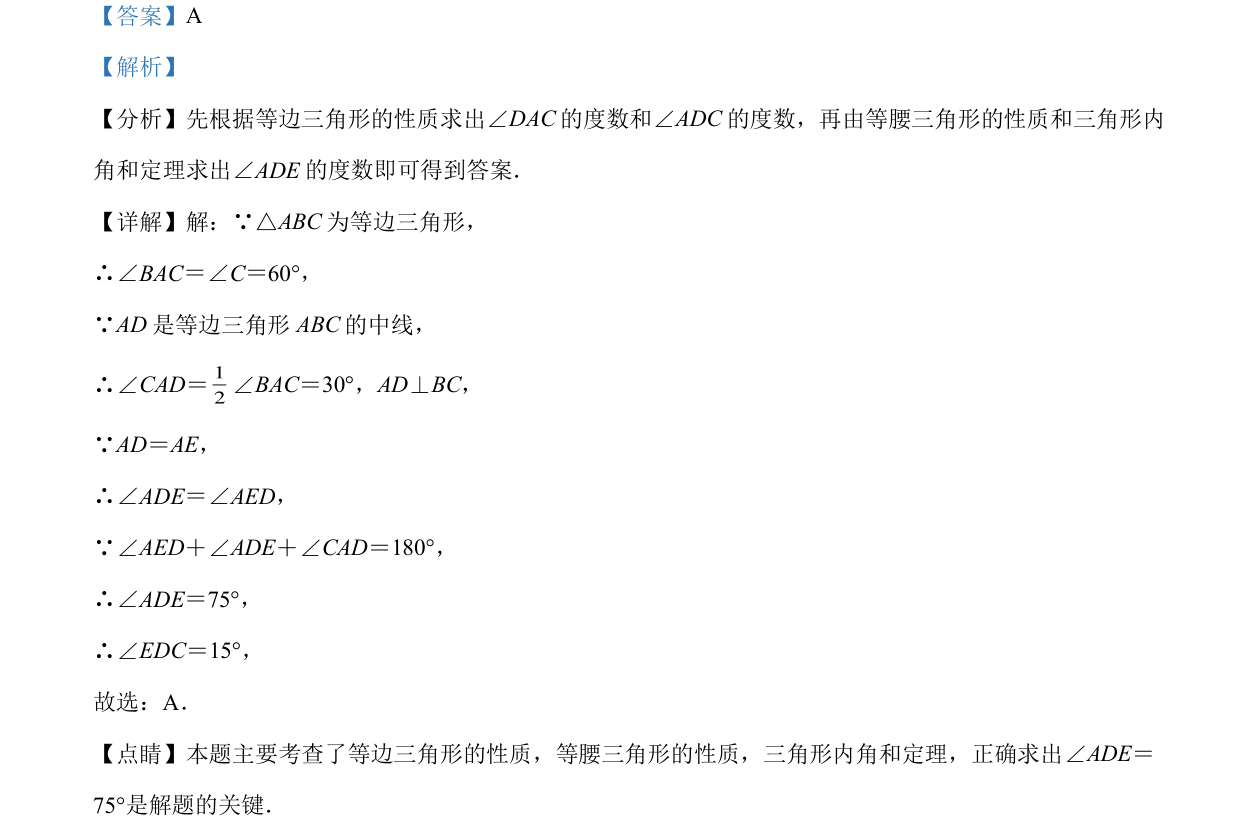 【答案】A
【解析】
【分析】先根据等边三角形的性质求出∠DAC的度数和∠ADC的度数，再由等腰三角形的性质和三角形内
角和定理求出∠ADE的度数即可得到答案．
【详解】解：∵△ABC为等边三角形，
∴∠BAC＝∠C＝60°，
∵AD是等边三角形ABC的中线，
∴∠CAD＝\frac{1}{2}∠BAC＝30°，AD⊥BC，
∵AD＝AE，
∴∠ADE＝∠AED，
∵∠AED＋∠ADE＋∠CAD＝180°，
∴∠ADE＝75°，
∴∠EDC＝15°，
故选：A．
【点睛】本题主要考查了等边三角形的性质，等腰三角形的性质，三角形内角和定理，正确求出∠ADE＝
75°是解题的关键．